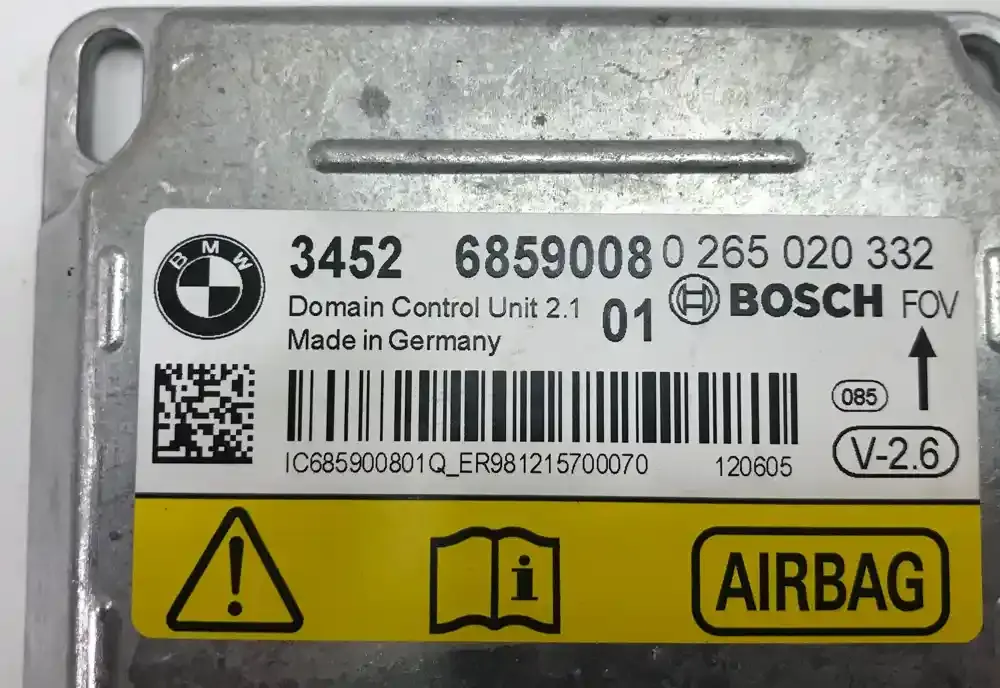 BMW
3452 6859008 0 265 020 332
Domain Control Unit 2.1 01 BOSCH FOV
Made in Germany
085
IC685900801Q_ER981215700070 120605 V-2.6
i
AIRBAG